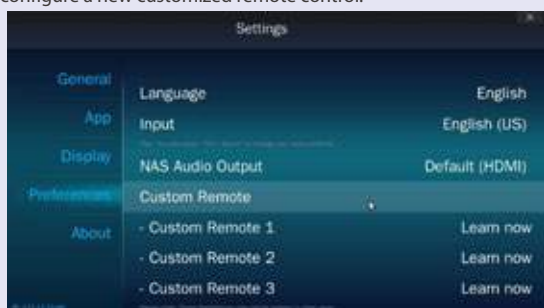 configure a new customized remote control.
Settings
General
App
Display
Preferences
About
Language English
Input English (US)
NAS Audio Output Default (HDMI)
Custom Remote
- Custom Remote 1 Learn now
- Custom Remote 2 Learn now
- Custom Remote 3 Learn now